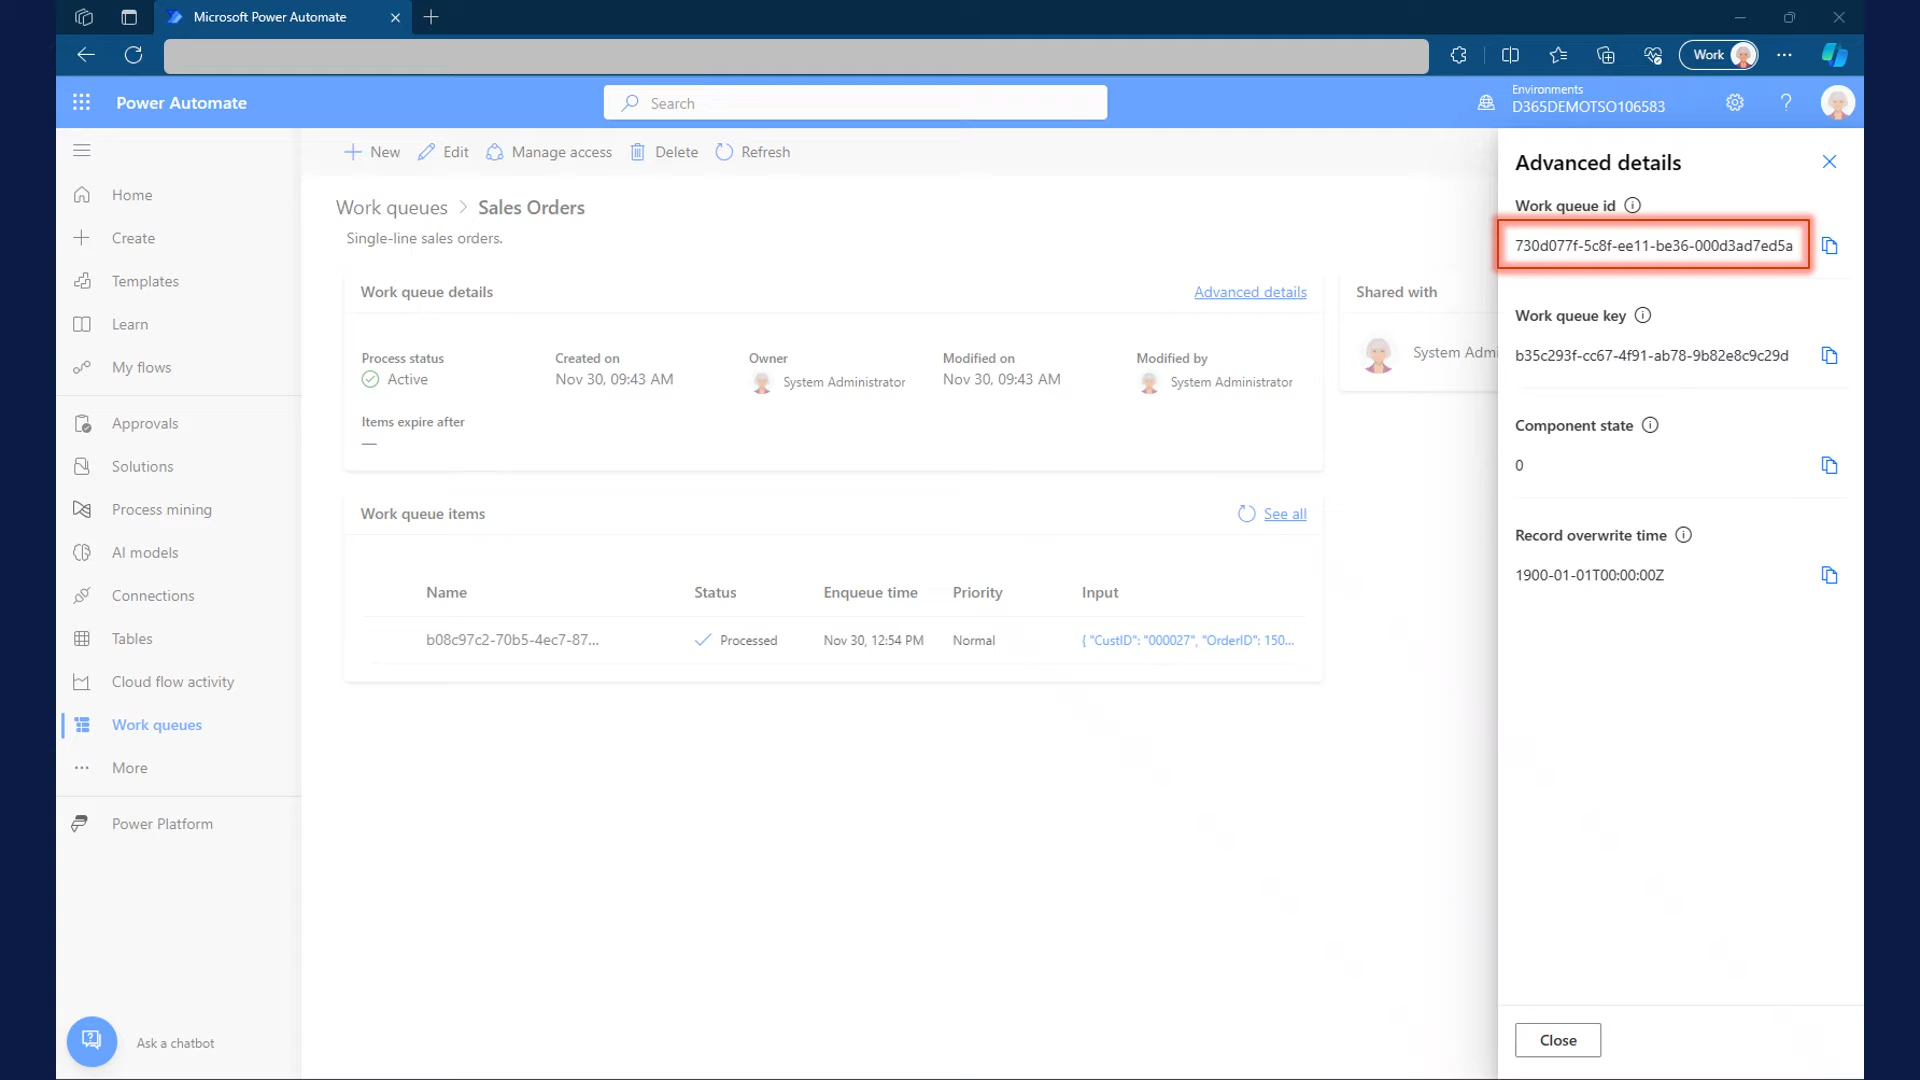 Microsoft Power Automate
Work
Power Automate
Search
Environments
D365DEMOTSO106583
New
Edit
Manage access
Delete
Refresh
Home
Create
Templates
Learn
My flows
Approvals
Solutions
Process mining
AI models
Connections
Tables
Cloud flow activity
Work queues
More
Power Platform
Ask a chatbot
Work queues > Sales Orders
Single-line sales orders.
Work queue details
Advanced details
Process status
Active
Created on
Nov 30, 09:43 AM
Owner
System Administrator
Modified on
Nov 30, 09:43 AM
Modified by
System Administrator
Items expire after
—
Shared with
System Admi
Work queue items
See all
Name Status Enqueue time Priority Input
b08c97c2-70b5-4ec7-87... Processed Nov 30, 12:54 PM Normal { "CustID": "000027", "OrderID": 150...
Advanced details
Work queue id
730d077f-5c8f-ee11-be36-000d3ad7ed5a
Work queue key
b35c293f-cc67-4f91-ab78-9b82e8c9c29d
Component state
0
Record overwrite time
1900-01-01T00:00:00Z
Close